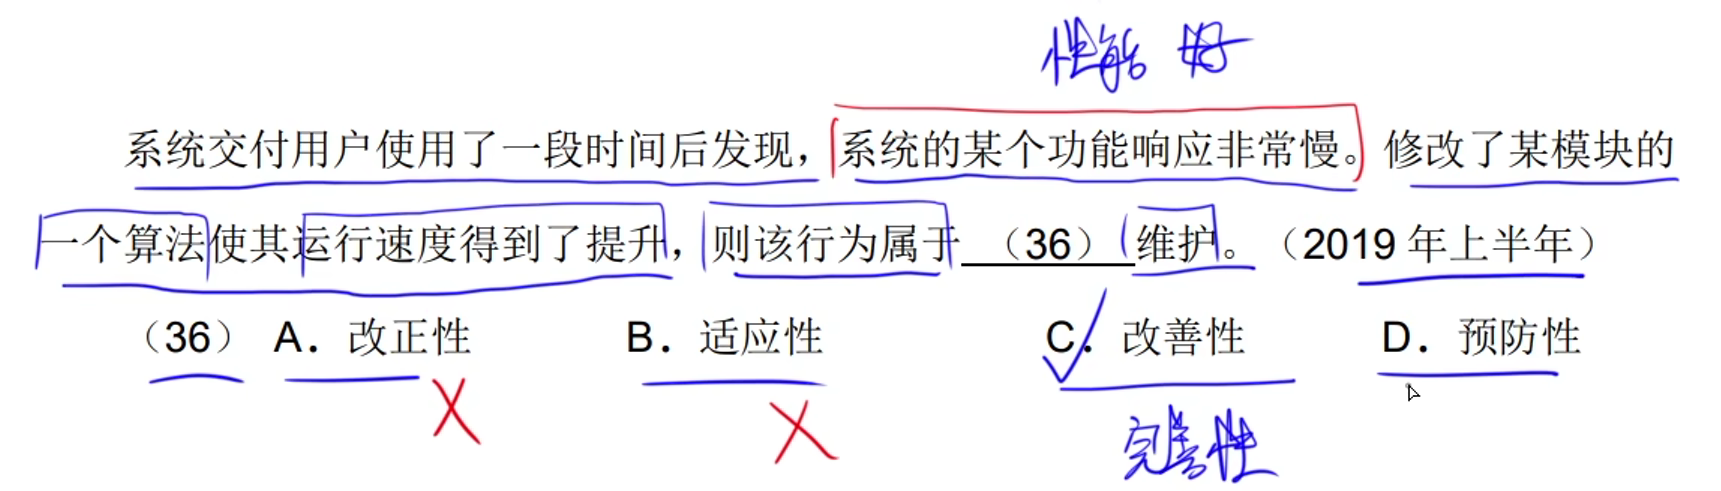 性能 好
系统交付用户使用了一段时间后发现，系统的某个功能响应非常慢。修改了某模块的
一个算法使其运行速度得到了提升，则该行为属于（36）维护。（2019年上半年）
（36）A．改正性 B．适应性 C．改善性 D．预防性
完善性